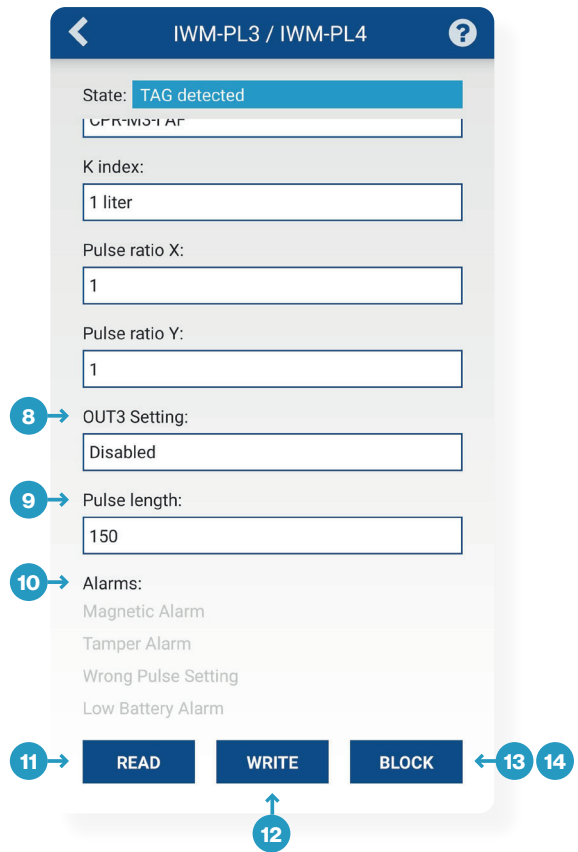 IWM-PL3 / IWM-PL4
?
State: TAG detected
K index:
1 liter
Pulse ratio X:
1
Pulse ratio Y:
1
8 OUT3 Setting:
Disabled
9 Pulse length:
150
10 Alarms:
Magnetic Alarm
Tamper Alarm
Wrong Pulse Setting
Low Battery Alarm
11 READ WRITE BLOCK 13 14
12